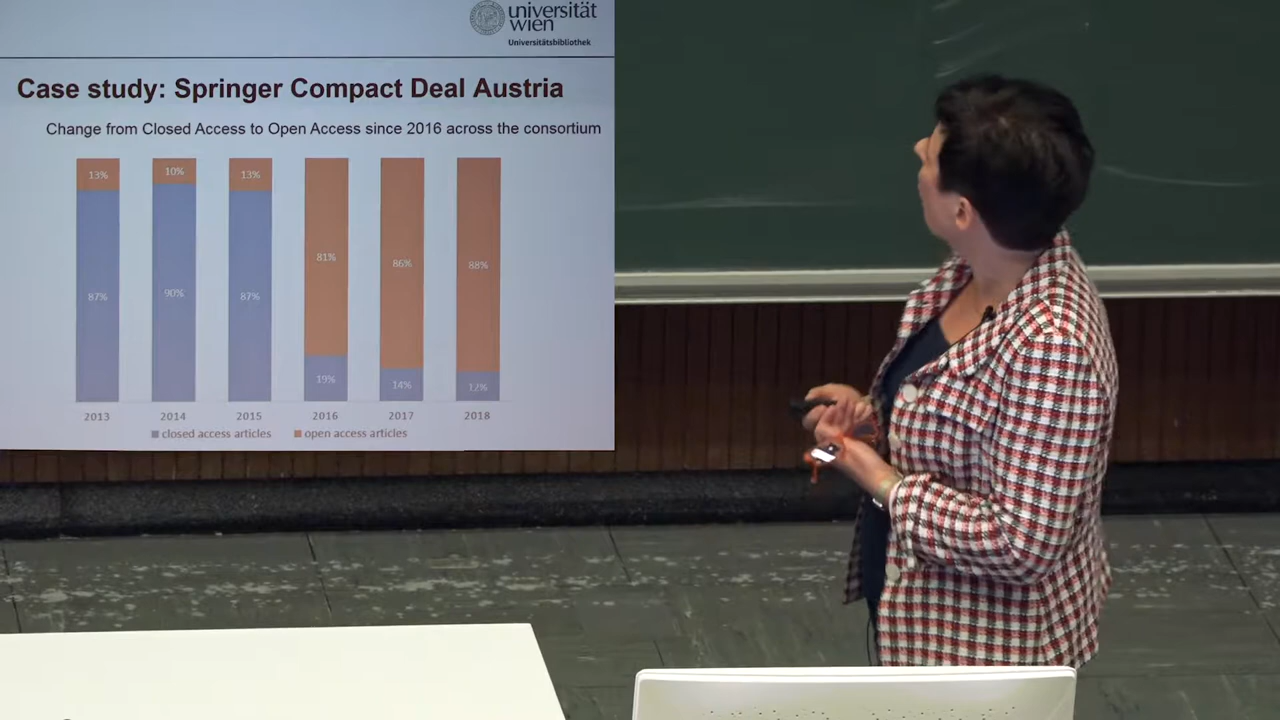 universität
wien
Universitätsbibliothek
Case study: Springer Compact Deal Austria
Change from Closed Access to Open Access since 2016 across the consortium
13% 10% 13%
81% 86% 88%
87% 90% 87%
19% 14% 12%
2013 2014 2015 2016 2017 2018
closed access articles open access articles